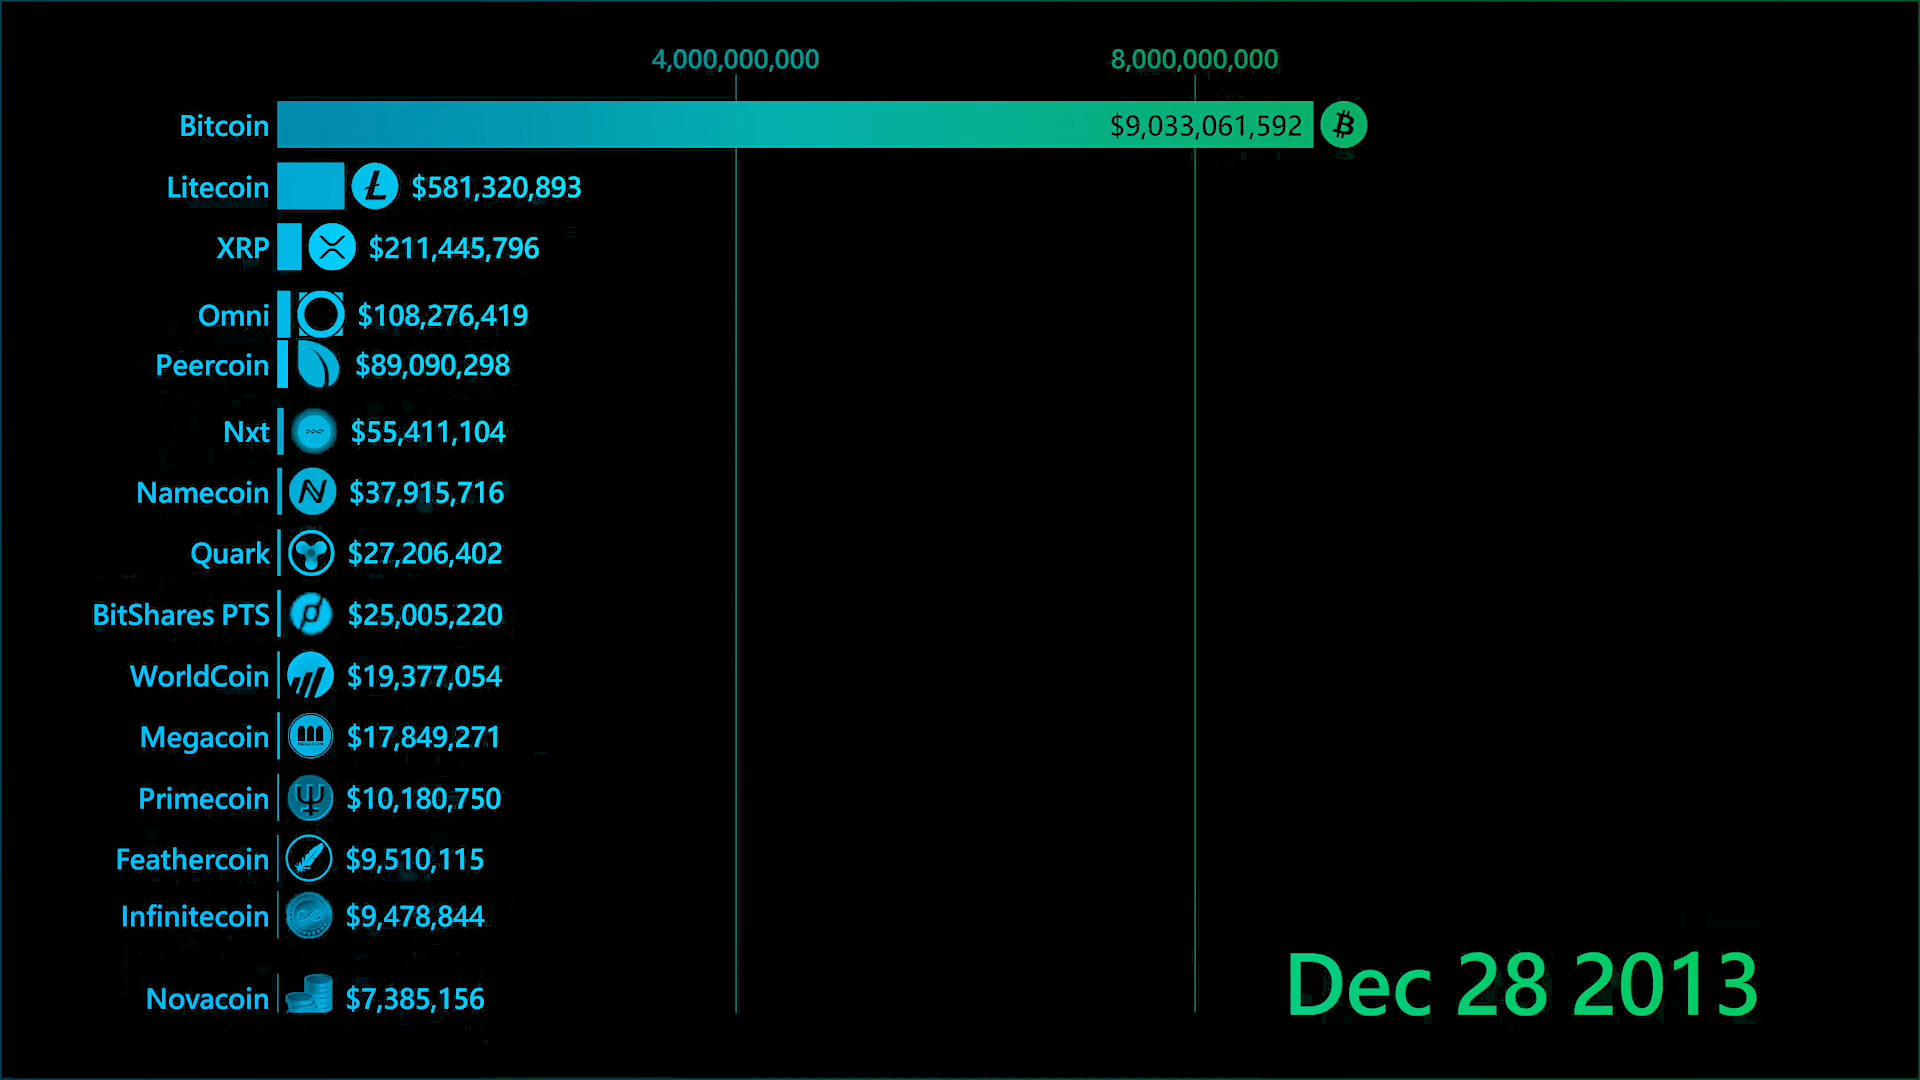 4,000,000,000 8,000,000,000
Bitcoin $9,033,061,592
Litecoin $581,320,893
XRP $211,445,796
Omni $108,276,419
Peercoin $89,090,298
Nxt $55,411,104
Namecoin $37,915,716
Quark $27,206,402
BitShares PTS $25,005,220
WorldCoin $19,377,054
Megacoin $17,849,271
Primecoin $10,180,750
Feathercoin $9,510,115
Infinitecoin $9,478,844
Novacoin $7,385,156
Dec 28 2013